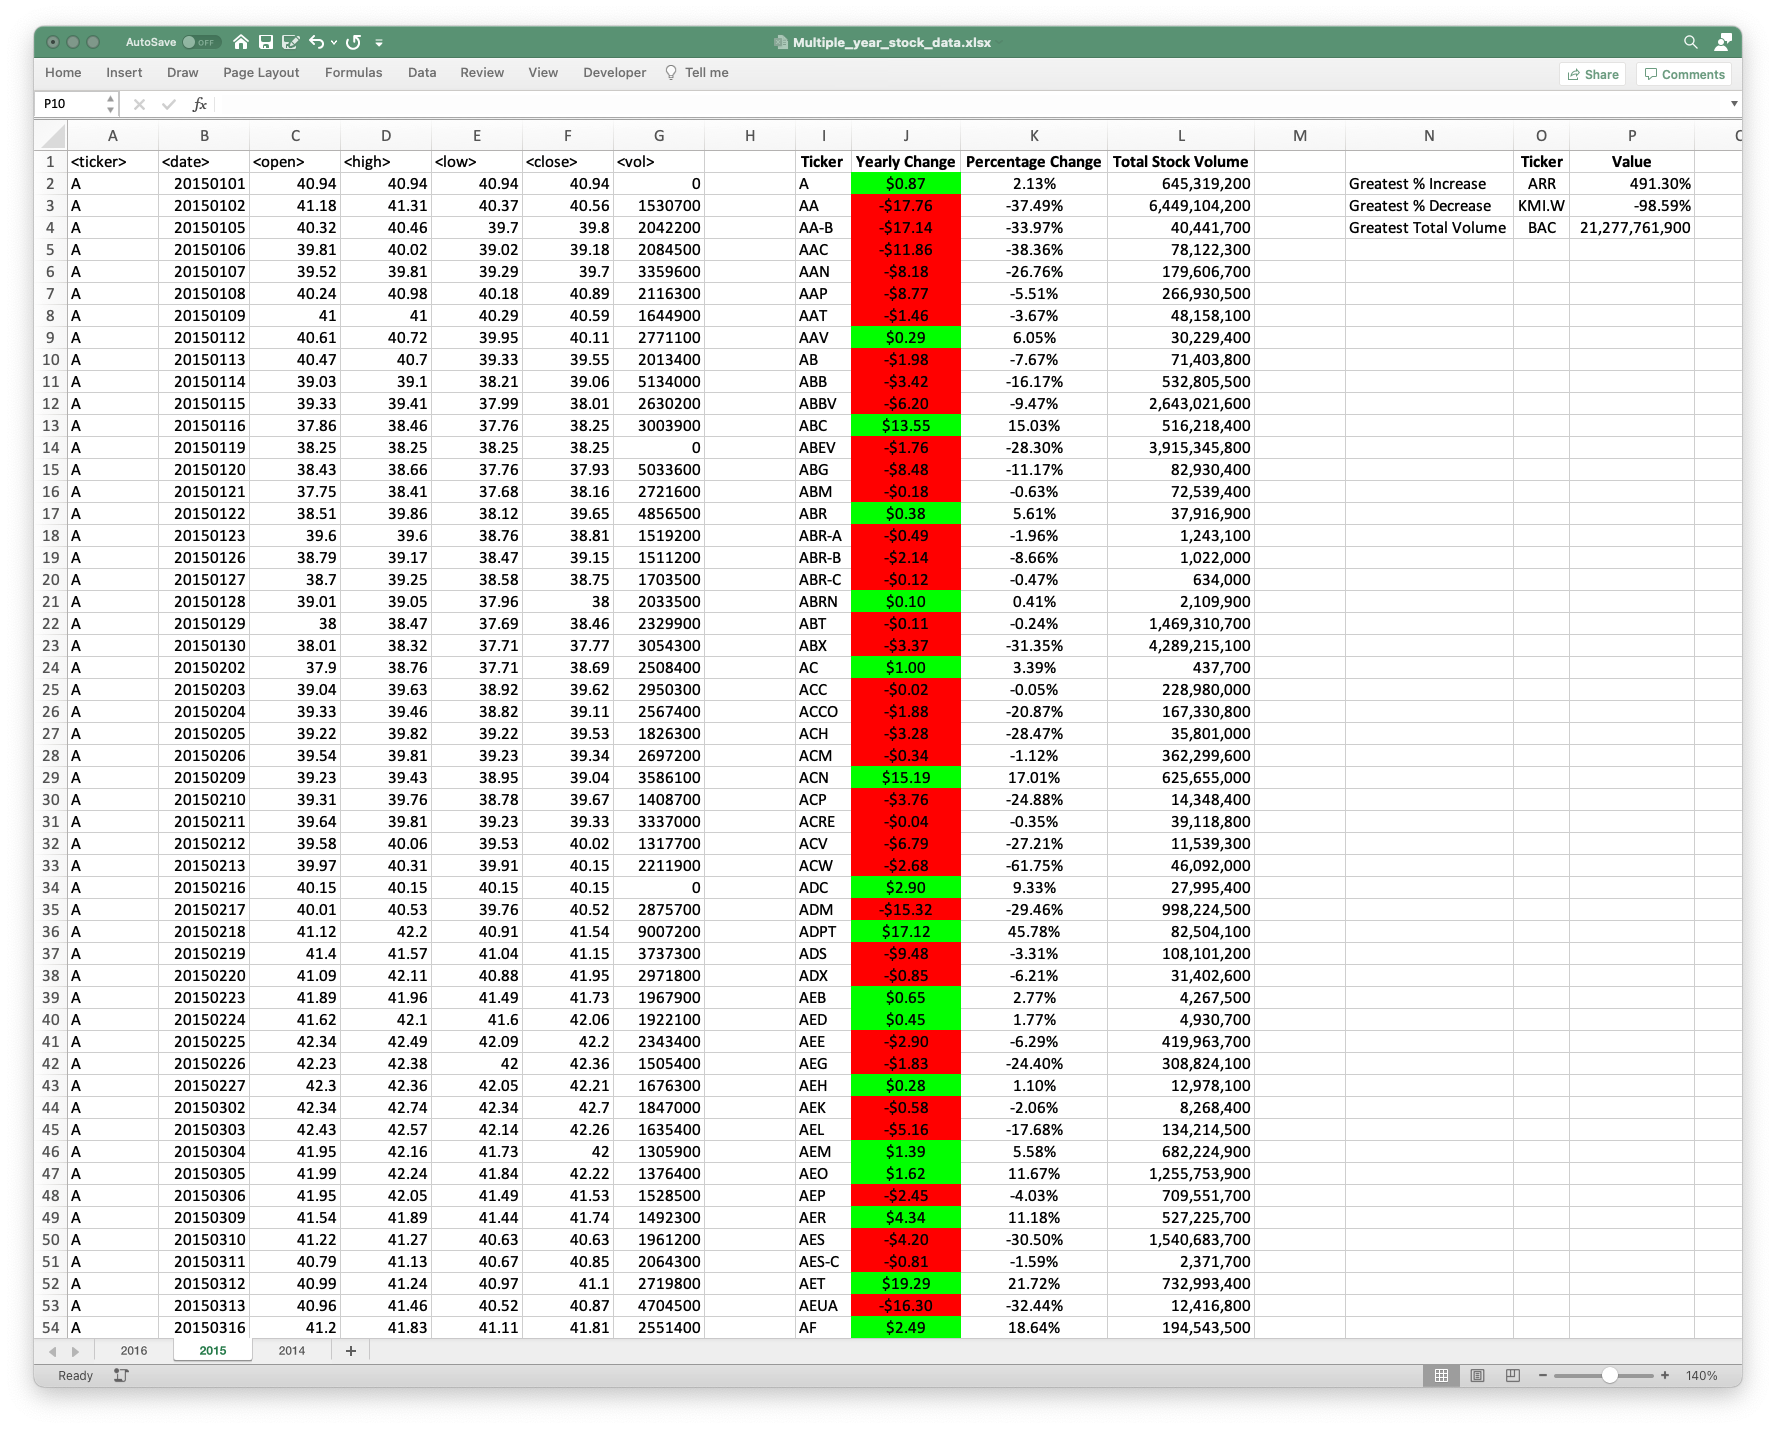 AutoSave OFF Multiple_year_stock_data.xlsx
Home Insert Draw Page Layout Formulas Data Review View Developer Tell me Share Comments
P10 fx
A B C D E F G H I J K L M N O P
1 <ticker> <date> <open> <high> <low> <close> <vol> Ticker Yearly Change Percentage Change Total Stock Volume Ticker Value
2 A 20150101 40.94 40.94 40.94 40.94 0 A $0.87 2.13% 645,319,200 Greatest % Increase ARR 491.30%
3 A 20150102 41.18 41.31 40.37 40.56 1530700 AA -$17.76 -37.49% 6,449,104,200 Greatest % Decrease KMI.W -98.59%
4 A 20150105 40.32 40.46 39.7 39.8 2042200 AA-B -$17.14 -33.97% 40,441,700 Greatest Total Volume BAC 21,277,761,900
5 A 20150106 39.81 40.02 39.02 39.18 2084500 AAC -$11.86 -38.36% 78,122,300
6 A 20150107 39.52 39.81 39.29 39.7 3359600 AAN -$8.18 -26.76% 179,606,700
7 A 20150108 40.24 40.98 40.18 40.89 2116300 AAP -$8.77 -5.51% 266,930,500
8 A 20150109 41 41 40.29 40.59 1644900 AAT -$1.46 -3.67% 48,158,100
9 A 20150112 40.61 40.72 39.95 40.11 2771100 AAV $0.29 6.05% 30,229,400
10 A 20150113 40.47 40.7 39.33 39.55 2013400 AB -$1.98 -7.67% 71,403,800
11 A 20150114 39.03 39.1 38.21 39.06 5134000 ABB -$3.42 -16.17% 532,805,500
12 A 20150115 39.33 39.41 37.99 38.01 2630200 ABBV -$6.20 -9.47% 2,643,021,600
13 A 20150116 37.86 38.46 37.76 38.25 3003900 ABC $13.55 15.03% 516,218,400
14 A 20150119 38.25 38.25 38.25 38.25 0 ABEV -$1.76 -28.30% 3,915,345,800
15 A 20150120 38.43 38.66 37.76 37.93 5033600 ABG -$8.48 -11.17% 82,930,400
16 A 20150121 37.75 38.41 37.68 38.16 2721600 ABM -$0.18 -0.63% 72,539,400
17 A 20150122 38.51 39.86 38.12 39.65 4856500 ABR $0.38 5.61% 37,916,900
18 A 20150123 39.6 39.6 38.76 38.81 1519200 ABR-A -$0.49 -1.96% 1,243,100
19 A 20150126 38.79 39.17 38.47 39.15 1511200 ABR-B -$2.14 -8.66% 1,022,000
20 A 20150127 38.7 39.25 38.58 38.75 1703500 ABR-C -$0.12 -0.47% 634,000
21 A 20150128 39.01 39.05 37.96 38 2033500 ABRN $0.10 0.41% 2,109,900
22 A 20150129 38 38.47 37.69 38.46 2329900 ABT -$0.11 -0.24% 1,469,310,700
23 A 20150130 38.01 38.32 37.71 37.77 3054300 ABX -$3.37 -31.35% 4,289,215,100
24 A 20150202 37.9 38.76 37.71 38.69 2508400 AC $1.00 3.39% 437,700
25 A 20150203 39.04 39.63 38.92 39.62 2950300 ACC -$0.02 -0.05% 228,980,000
26 A 20150204 39.33 39.46 38.82 39.11 2567400 ACCO -$1.88 -20.87% 167,330,800
27 A 20150205 39.22 39.82 39.22 39.53 1826300 ACH -$3.28 -28.47% 35,801,000
28 A 20150206 39.54 39.81 39.23 39.34 2697200 ACM -$0.34 -1.12% 362,299,600
29 A 20150209 39.23 39.43 38.95 39.04 3586100 ACN $15.19 17.01% 625,655,000
30 A 20150210 39.31 39.76 38.78 39.67 1408700 ACP -$3.76 -24.88% 14,348,400
31 A 20150211 39.64 39.81 39.23 39.33 3337000 ACRE -$0.04 -0.35% 39,118,800
32 A 20150212 39.58 40.06 39.53 40.02 1317700 ACV -$6.79 -27.21% 11,539,300
33 A 20150213 39.97 40.31 39.91 40.15 2211900 ACW -$2.68 -61.75% 46,092,000
34 A 20150216 40.15 40.15 40.15 40.15 0 ADC $2.90 9.33% 27,995,400
35 A 20150217 40.01 40.53 39.76 40.52 2875700 ADM -$15.32 -29.46% 998,224,500
36 A 20150218 41.12 42.2 40.91 41.54 9007200 ADPT $17.12 45.78% 82,504,100
37 A 20150219 41.4 41.57 41.04 41.15 3737300 ADS -$9.48 -3.31% 108,101,200
38 A 20150220 41.09 42.11 40.88 41.95 2971800 ADX -$0.85 -6.21% 31,402,600
39 A 20150223 41.89 41.96 41.49 41.73 1967900 AEB $0.65 2.77% 4,267,500
40 A 20150224 41.62 42.1 41.6 42.06 1922100 AED $0.45 1.77% 4,930,700
41 A 20150225 42.34 42.49 42.09 42.2 2343400 AEE -$2.90 -6.29% 419,963,700
42 A 20150226 42.23 42.38 42 42.36 1505400 AEG -$1.83 -24.40% 308,824,100
43 A 20150227 42.3 42.36 42.05 42.21 1676300 AEH $0.28 1.10% 12,978,100
44 A 20150302 42.34 42.74 42.34 42.7 1847000 AEK -$0.58 -2.06% 8,268,400
45 A 20150303 42.43 42.57 42.14 42.26 1635400 AEL -$5.16 -17.68% 134,214,500
46 A 20150304 41.95 42.16 41.73 42 1305900 AEM $1.39 5.58% 682,224,900
47 A 20150305 41.99 42.24 41.84 42.22 1376400 AEO $1.62 11.67% 1,255,753,900
48 A 20150306 41.95 42.05 41.49 41.53 1528500 AEP -$2.45 -4.03% 709,551,700
49 A 20150309 41.54 41.89 41.44 41.74 1492300 AER $4.34 11.18% 527,225,700
50 A 20150310 41.22 41.27 40.63 40.63 1961200 AES -$4.20 -30.50% 1,540,683,700
51 A 20150311 40.79 41.13 40.67 40.85 2064300 AES-C -$0.81 -1.59% 2,371,700
52 A 20150312 40.99 41.24 40.97 41.1 2719800 AET $19.29 21.72% 732,993,400
53 A 20150313 40.96 41.46 40.52 40.87 4704500 AEUA -$16.30 -32.44% 12,416,800
54 A 20150316 41.2 41.83 41.11 41.81 2551400 AF $2.49 18.64% 194,543,500
2016 2015 2014 +
Ready 140%